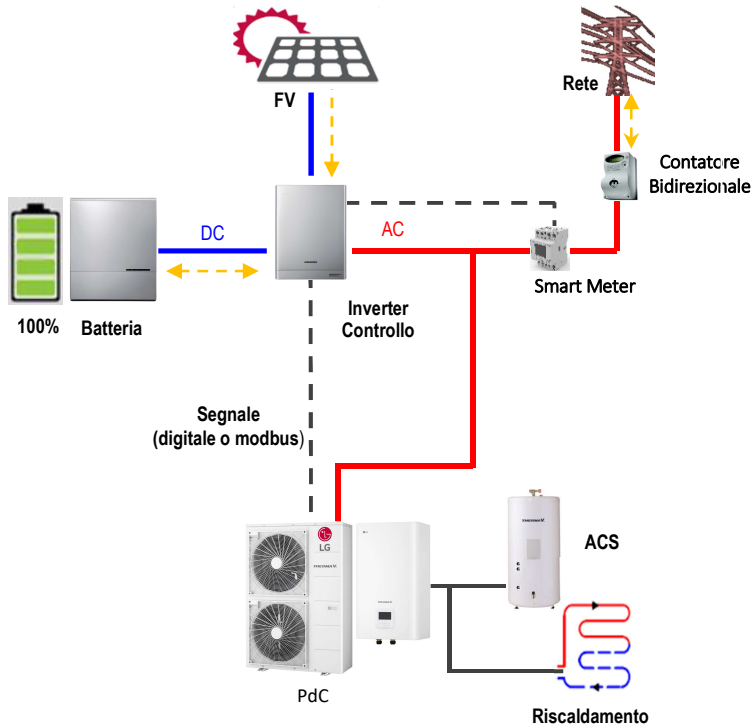 FV
Rete
Contatore
Bidirezionale
DC
AC
Smart Meter
100%
Batteria
Inverter
Controllo
Segnale
(digitale o modbus)
LG
THERMA V
ACS
PdC
Riscaldamento